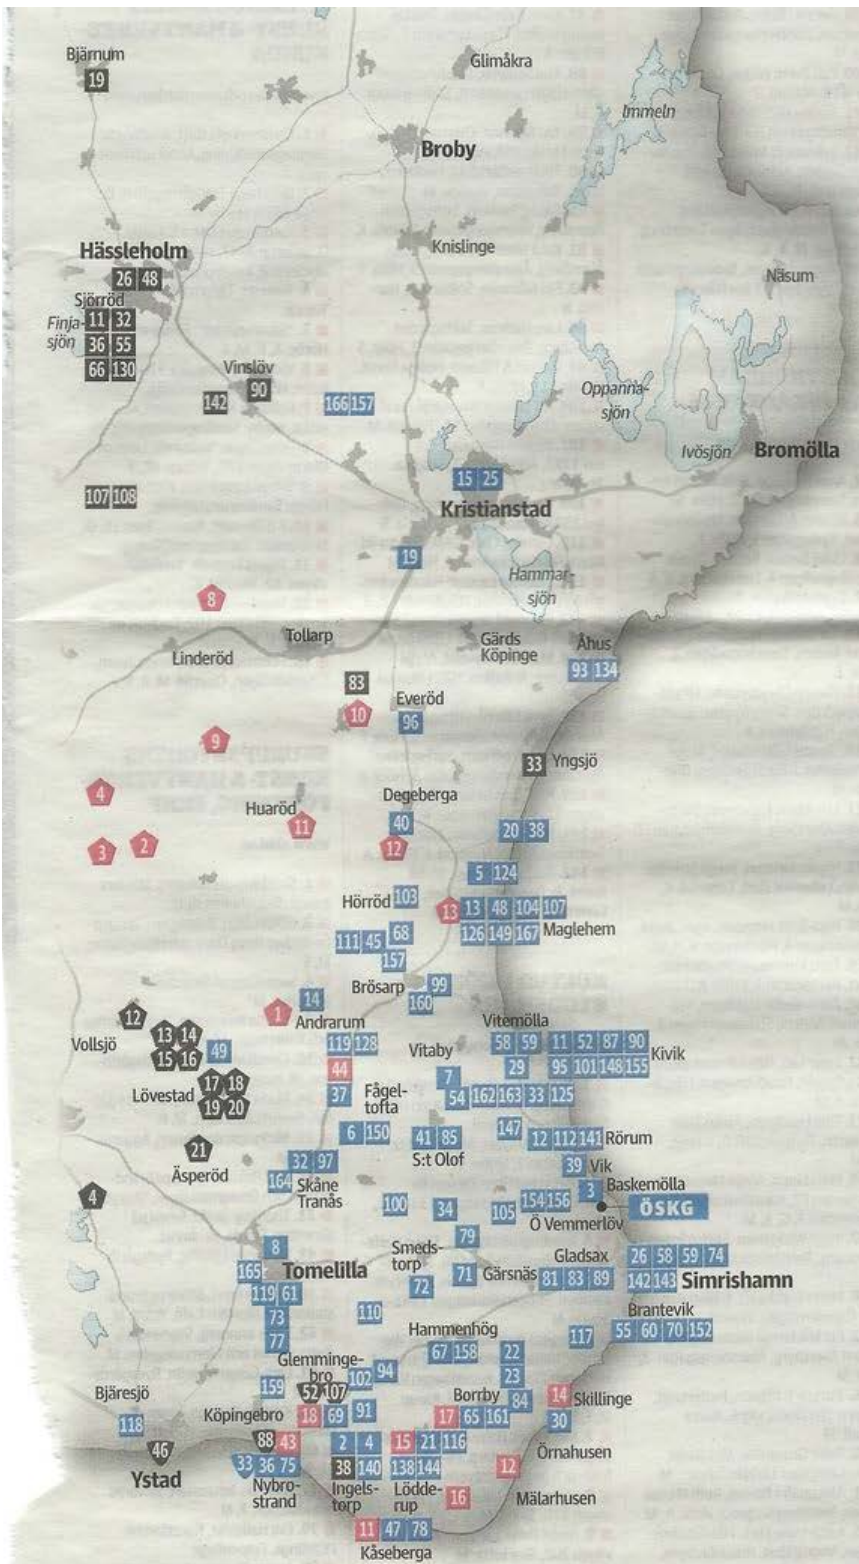 Bjärnum
19
Glimåkra
Immeln
Broby
Knislinge
Hässleholm
26 48
Sjörröd
Finja-
sjön
11 32
36 55
66 130
Näsum
Vinslöv
142 90
166 157
Oppanna-
sjön
Ivösjön
Bromölla
15 25
Kristianstad
107 108
19
Hammar-
sjön
8
Tollarp
Linderöd
Gärds
Köpinge
Åhus
93 134
83
10
Everöd
96
9
33 Yngsjö
4
Degeberga
Huaröd
11
40
20 38
3 2
12
5 124
Hörröd 103
13 13 48 104 107
126 149 167 Maglehem
111 45 68
157
Brösarp 99
160
1 14
Andrarum
12
13 14
Vollsjö
15 16 49
119 128
44
37
Vitemölla
58 59 11 52 87 90
Kivik
29 95 101 148 155
Vitaby
7
54 162 163 33 125
17 18
Lövestad
19 20
Fågel-
tofta
6 150
41 85
S:t Olof
147
12 112 141 Rörum
21
Äsperöd
32 97
164 Skåne
Tranås
39 Vik
3 Baskemölla
4
100
34
105
154 156
Ö Vemmerlöv
ÖSKG
8
165
Tomelilla
79
Smeds-
torp
71
72
Gärsnäs
Gladsax
81 83 89
26 58 59 74
142 143 Simrishamn
119 61
73
77
110
Brantevik
55 60 70 152
117
Hammenhög
67 158
22
23
Glemminge-
bro
52 107
102 94
159
Bjäresjö
118
Köpingebro
18 69 91
Borrby
17 65 161
84
14 Skillinge
30
46
Ystad
88 43
33 36 75
Nybro-
strand
2 4
38 140
Ingels-
torp
15 21 116
138 144
Lödde-
rup
Örnahusen
12
16
Mälarhusen
11 47 78
Kåseberga